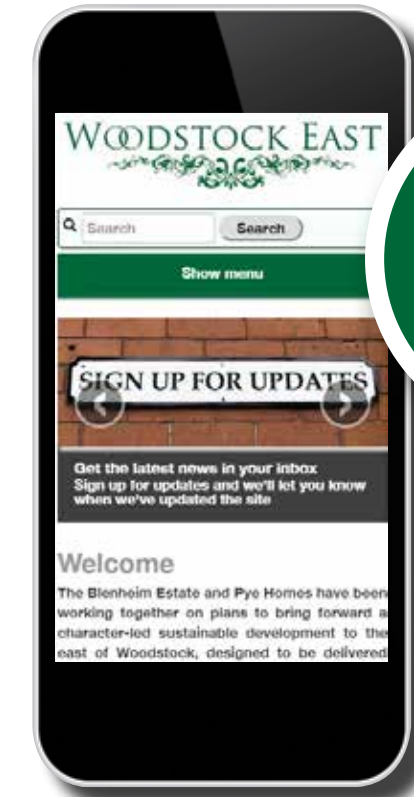 WOODSTOCK EAST
Search Search
Show menu
SIGN UP FOR UPDATES
Get the latest news in your inbox
Sign up for updates and we'll let you know
when we've updated the site
Welcome
The Blenheim Estate and Pye Homes have been
working together on plans to bring forward a
character-led sustainable development to the
east of Woodstock, designed to be delivered